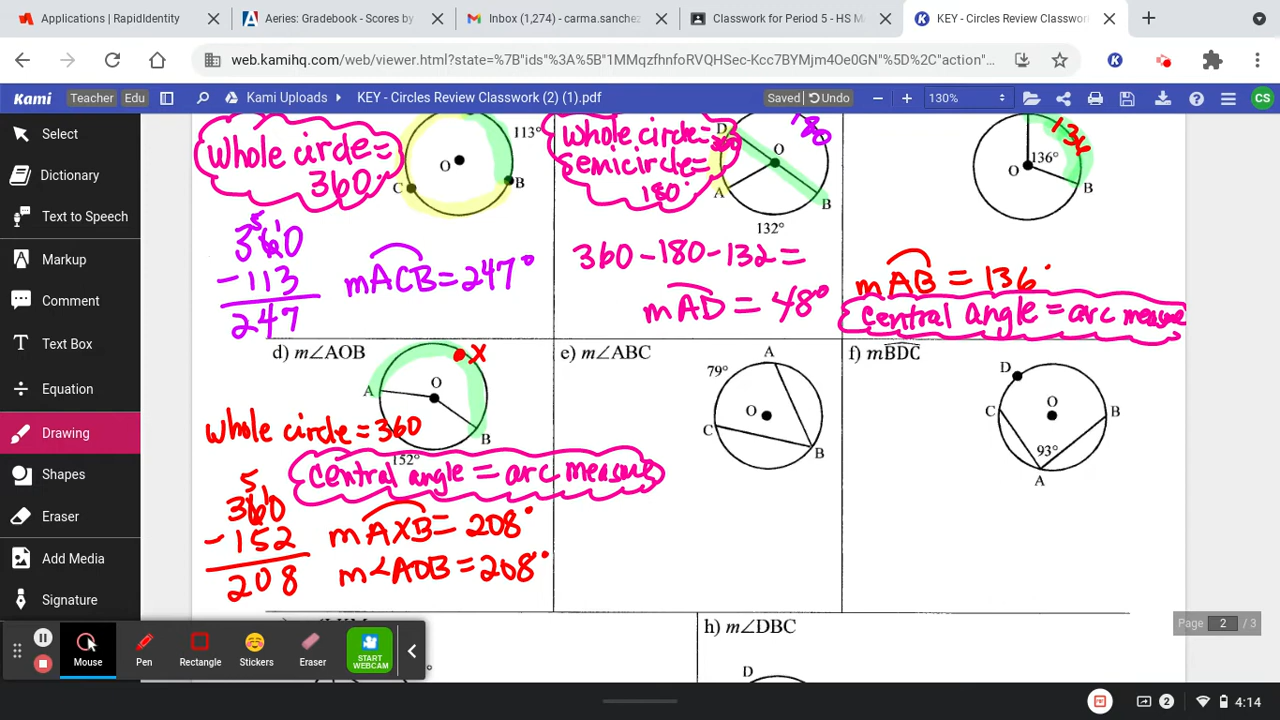 Applications | RapidIdentity
Aeries: Gradebook - Scores by
Inbox (1,274) - carma.sanchez
Classwork for Period 5 - HS M
KEY - Circles Review Classwor
web.kamihq.com/web/viewer.html?state=%7B"ids"%3A%5B"1MMqzfhnfoRVQHSec-Kcc7BYMjm4Oe0GN"%5D%2C"action"...
Kami Teacher Edu Kami Uploads KEY - Circles Review Classwork (2) (1).pdf Saved Undo 130% CS
Select
Dictionary
Text to Speech
Markup
Comment
Text Box
Equation
Drawing
Shapes
Eraser
Add Media
Signature
Whole circle = 360°
O
113°
C
B
360
-113
247
mACB = 247°
Whole circle = 360
semicircle = 180°
D
O
180
A
B
132°
360 - 180 - 132 =
mAD = 48°
136
136°
O
B
mAB = 136°
Central angle = arc measure
d) m∠AOB
X
A
O
B
152°
Whole circle = 360
Central angle = arc measure
360
-152
208
mAXB = 208°
m∠AOB = 208°
e) m∠ABC
A
79°
O
C
B
f) mBDC
D
C
O
B
93°
A
h) m∠DBC
D
Page 2 / 3
Mouse
Pen
Rectangle
Stickers
Eraser
START WEBCAM
2
4:14